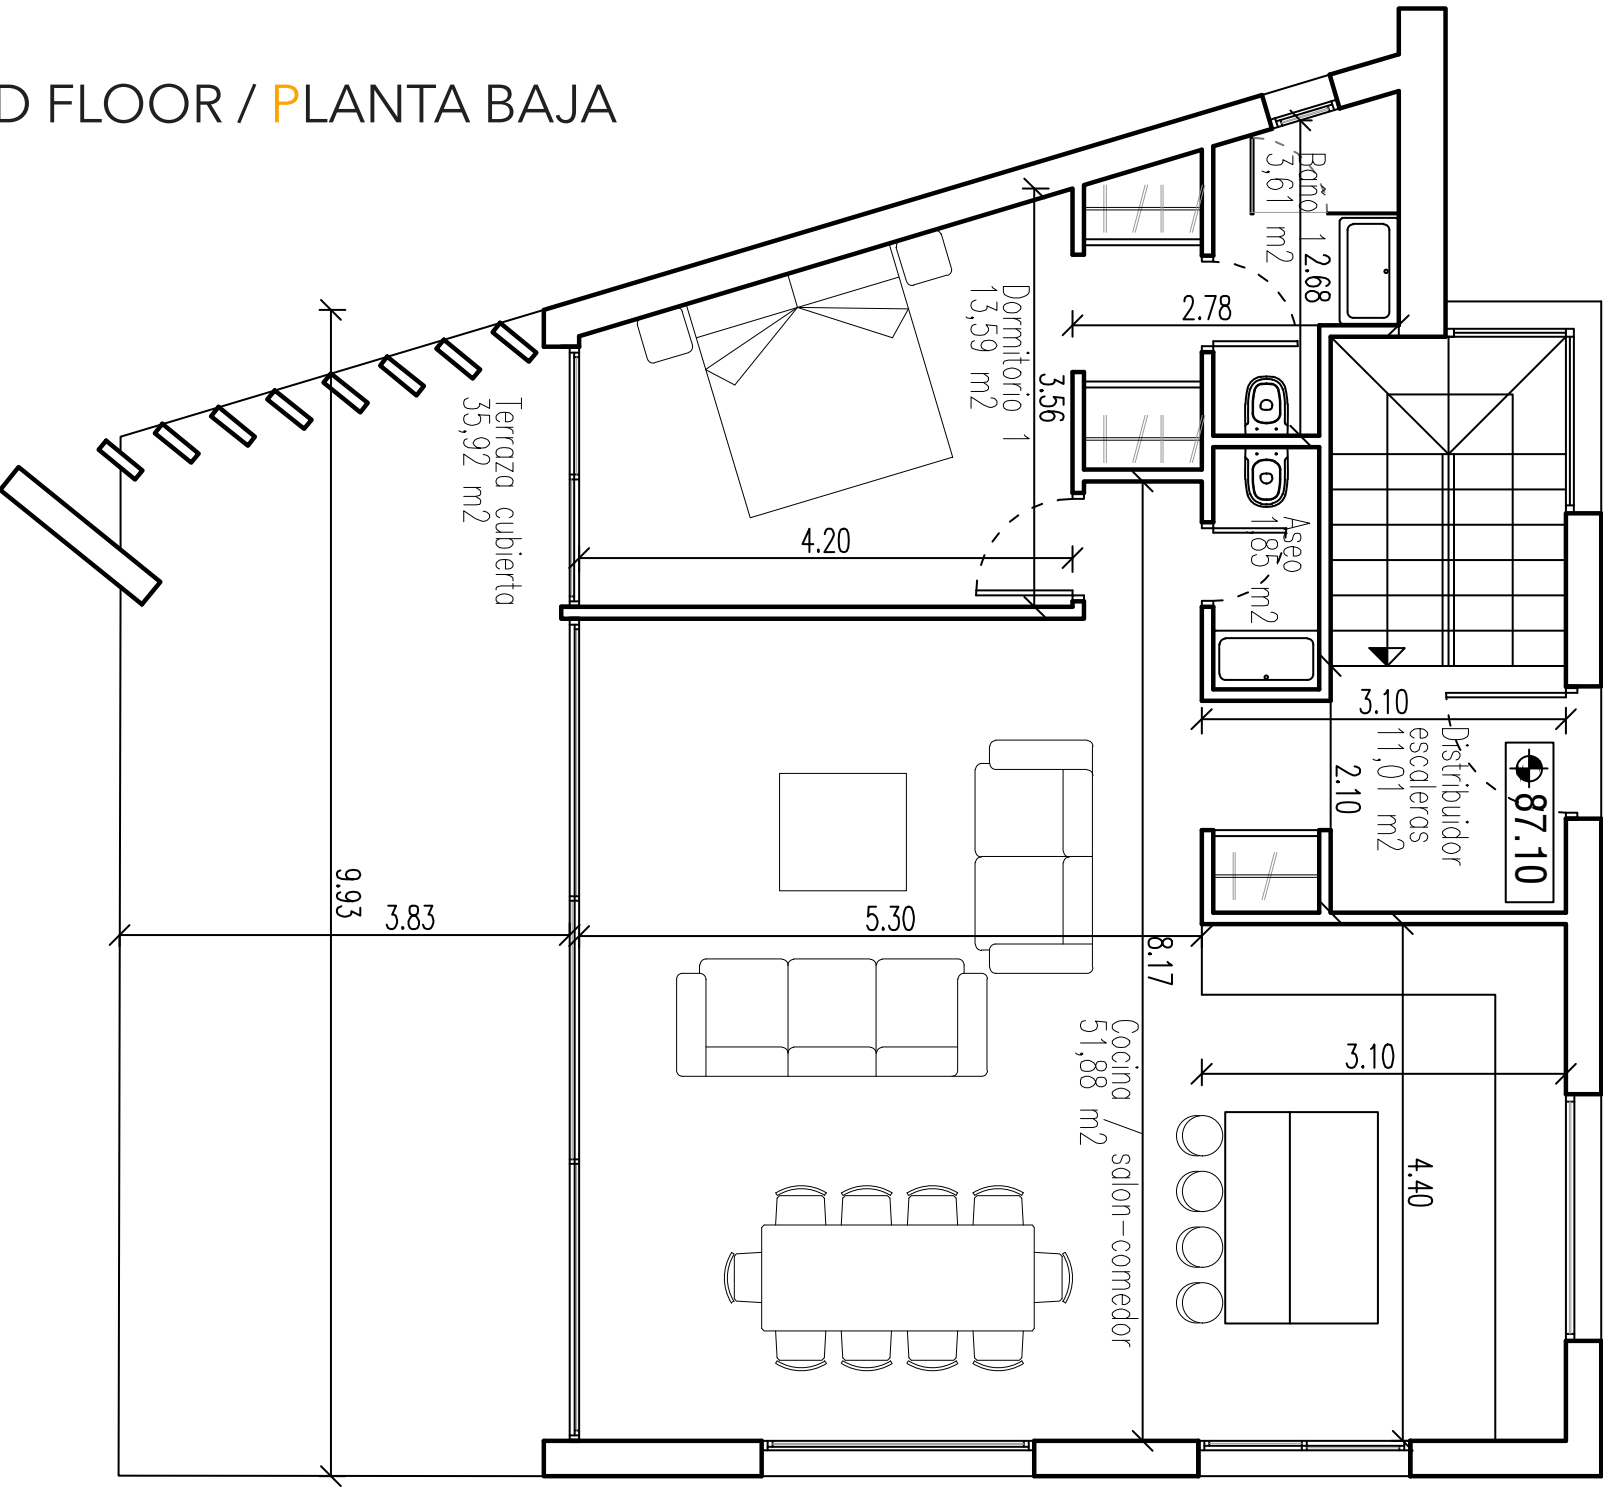 D FLOOR / PLANTA BAJA
Baño 1
3,61 m2
2.68
2.78
Dormitorio 1
13,59 m2
3.56
Terraza cubierta
35,92 m2
4.20
Aseo
1,85 m2
3.10
Distribuidor
escaleras
11,01 m2
2.10
87.10
9.93
3.83
5.30
8.17
Cocina / salon-comedor
51,88 m2
3.10
4.40